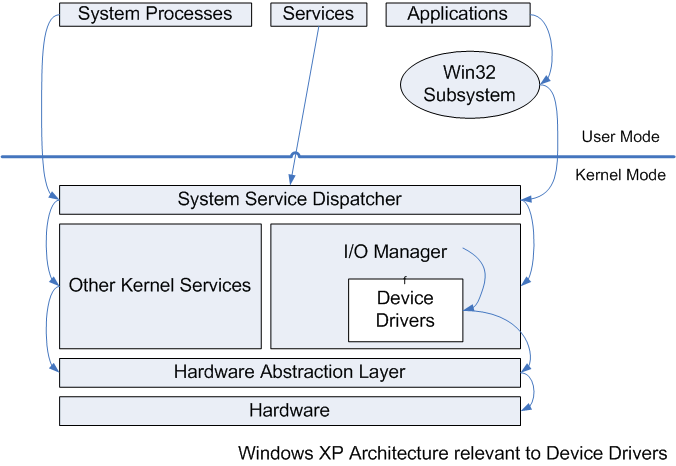 System Processes
Services
Applications
Win32
Subsystem
User Mode
Kernel Mode
System Service Dispatcher
Other Kernel Services
I/O Manager
f
Device
Drivers
Hardware Abstraction Layer
Hardware
Windows XP Architecture relevant to Device Drivers